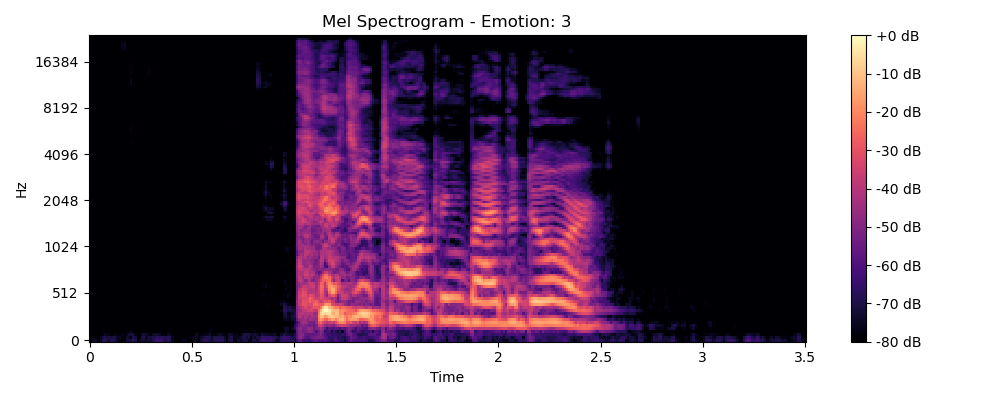 Mel Spectrogram - Emotion: 3
Hz
16384
8192
4096
2048
1024
512
0
0 0.5 1 1.5 2 2.5 3 3.5
Time
+0 dB
-10 dB
-20 dB
-30 dB
-40 dB
-50 dB
-60 dB
-70 dB
-80 dB